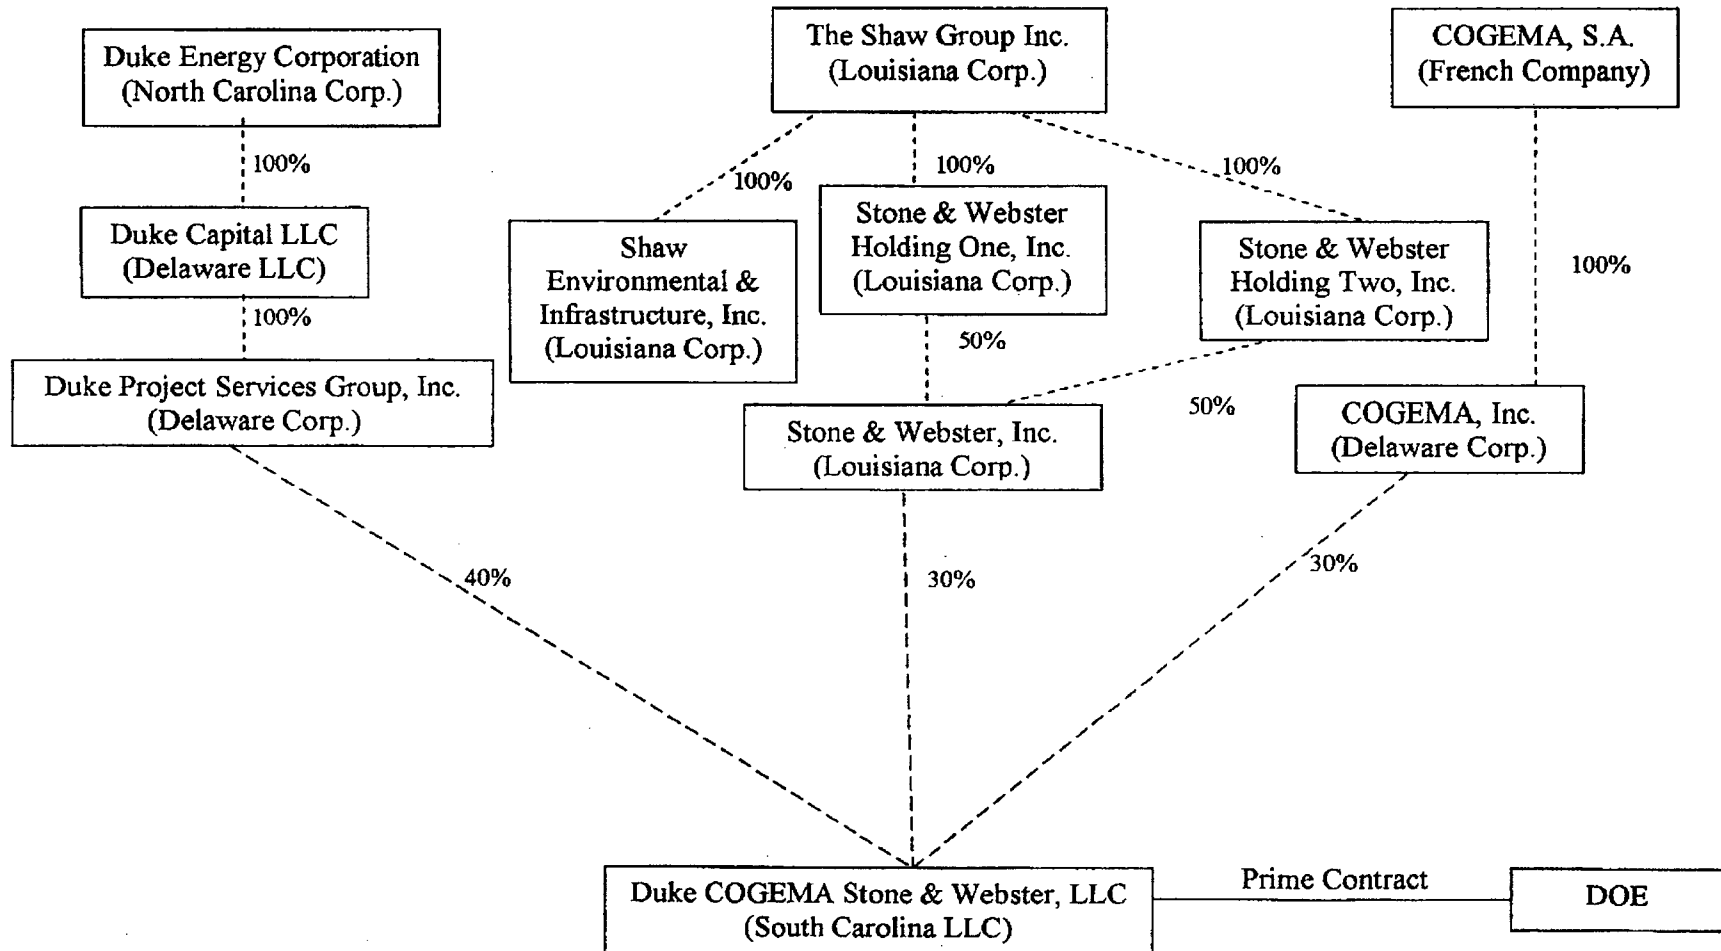 Duke Energy Corporation
(North Carolina Corp.)
The Shaw Group Inc.
(Louisiana Corp.)
COGEMA, S.A.
(French Company)
100%
100%
100%
100%
100%
Duke Capital LLC
(Delaware LLC)
Shaw
Environmental &
Infrastructure, Inc.
(Louisiana Corp.)
Stone & Webster
Holding One, Inc.
(Louisiana Corp.)
Stone & Webster
Holding Two, Inc.
(Louisiana Corp.)
100%
50%
50%
Duke Project Services Group, Inc.
(Delaware Corp.)
Stone & Webster, Inc.
(Louisiana Corp.)
COGEMA, Inc.
(Delaware Corp.)
40%
30%
30%
Duke COGEMA Stone & Webster, LLC
(South Carolina LLC)
Prime Contract
DOE